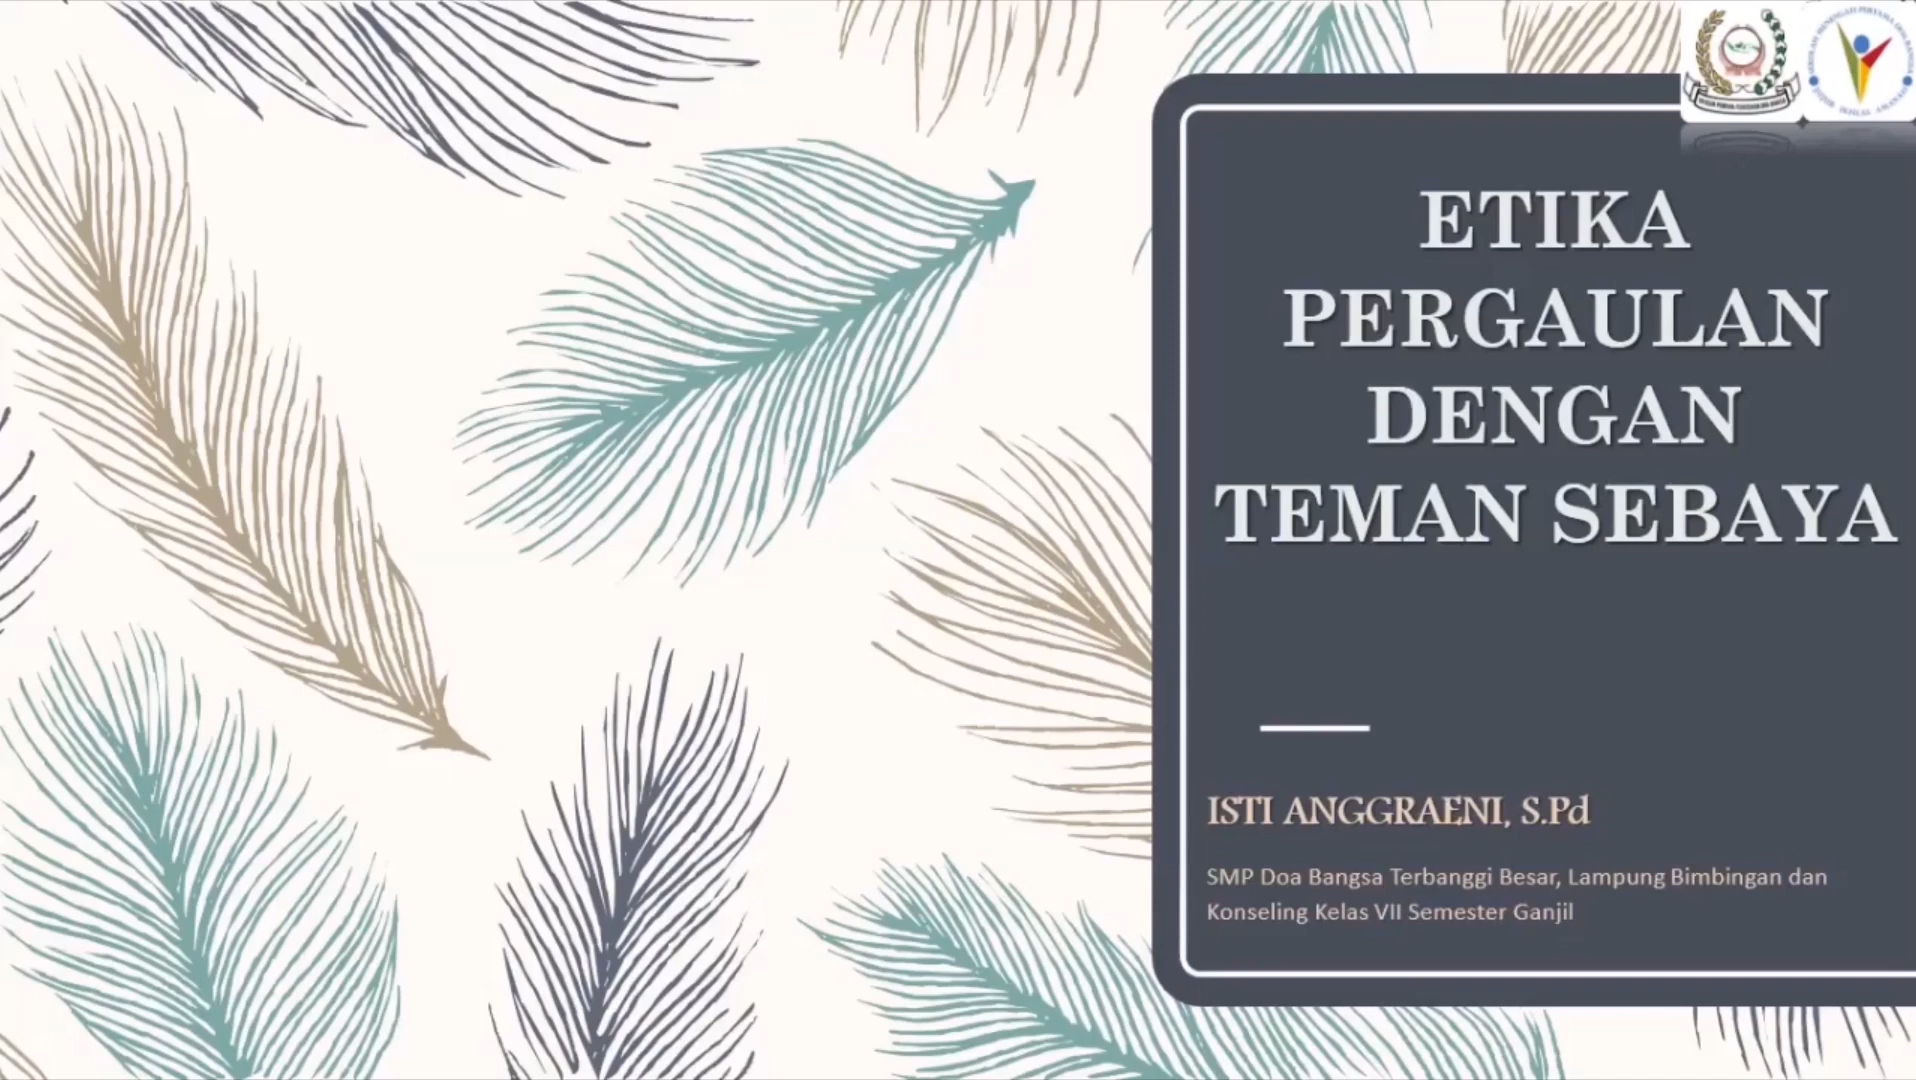 ETIKA
PERGAULAN
DENGAN
TEMAN SEBAYA
ISTI ANGGRAENI, S.Pd
SMP Doa Bangsa Terbanggi Besar, Lampung Bimbingan dan
Konseling Kelas VII Semester Ganjil